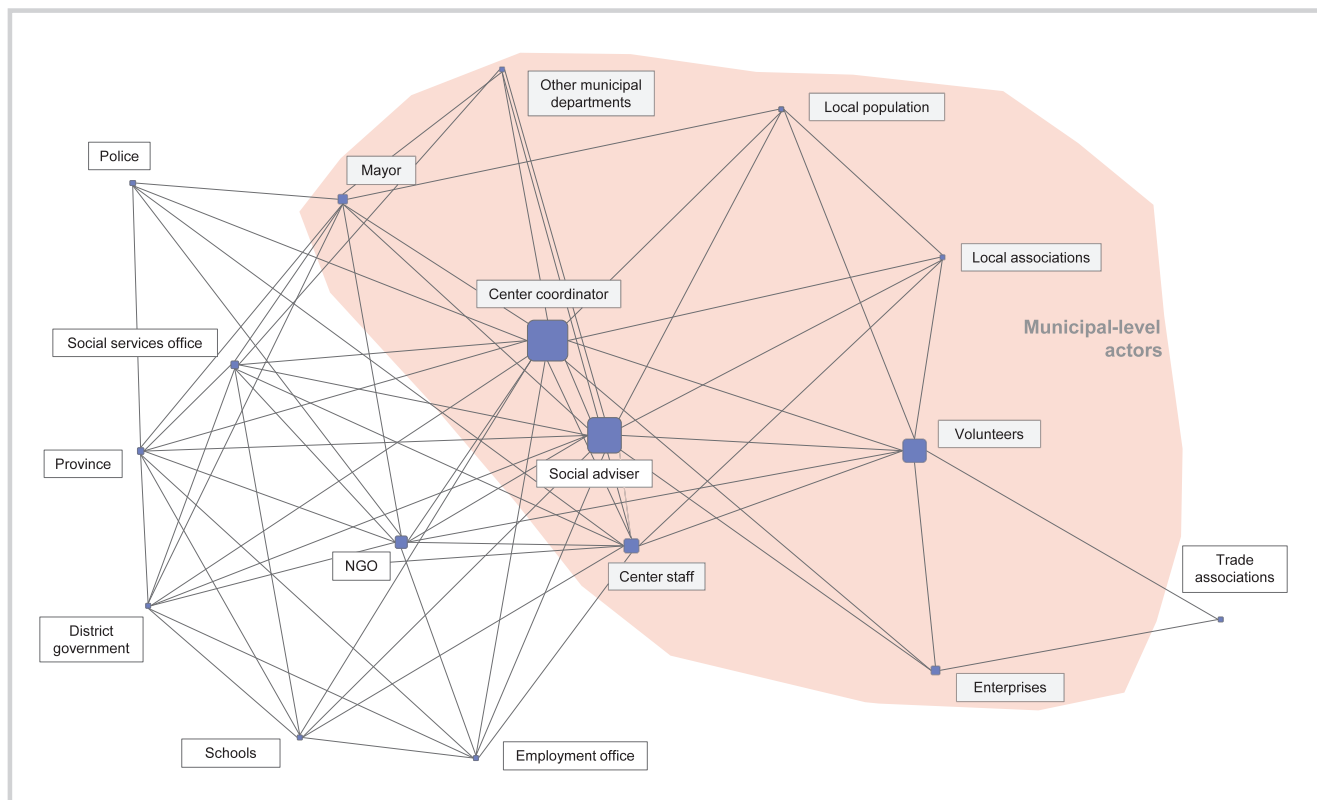 Other municipal
departments
Local population
Police
Mayor
Local associations
Center coordinator
Municipal-level
actors
Social services office
Volunteers
Province
Social adviser
NGO
Center staff
Trade
associations
District
government
Enterprises
Schools
Employment office